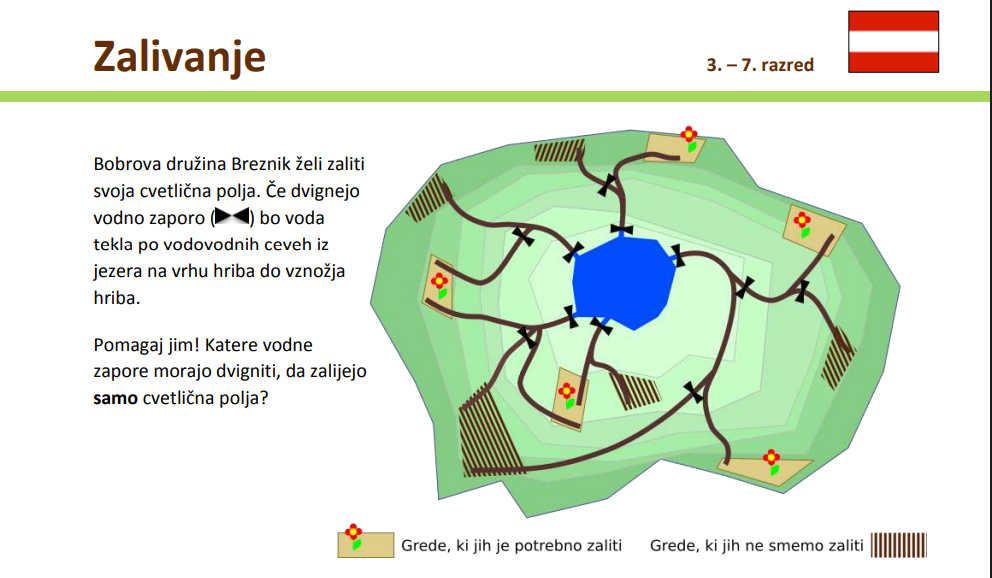 Zalivanje
3. – 7. razred
Bobrova družina Breznik želi zaliti
svoja cvetlična polja. Če dvignejo
vodno zaporo () bo voda
tekla po vodovodnih ceveh iz
jezera na vrhu hriba do vznožja
hriba.
Pomagaj jim! Katere vodne
zapore morajo dvigniti, da zalijejo
samo cvetlična polja?
Grede, ki jih je potrebno zaliti
Grede, ki jih ne smemo zaliti